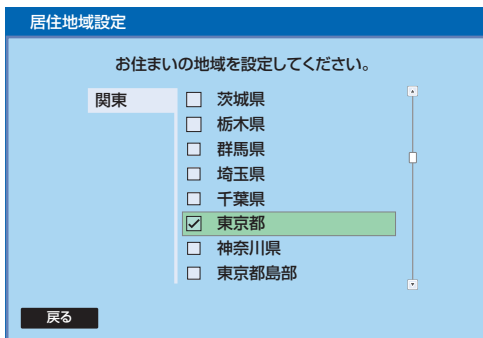 居住地域設定
お住まいの地域を設定してください。
関東
茨城県
栃木県
群馬県
埼玉県
千葉県
東京都
神奈川県
東京都島部
戻る